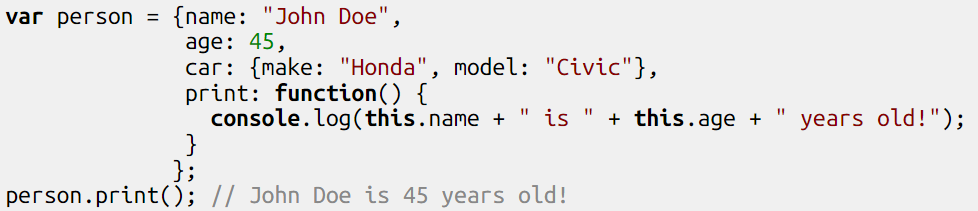 var person = {name: "John Doe",
age: 45,
car: {make: "Honda", model: "Civic"},
print: function() {
console.log(this.name + " is " + this.age + " years old!");
}
};
person.print(); // John Doe is 45 years old!